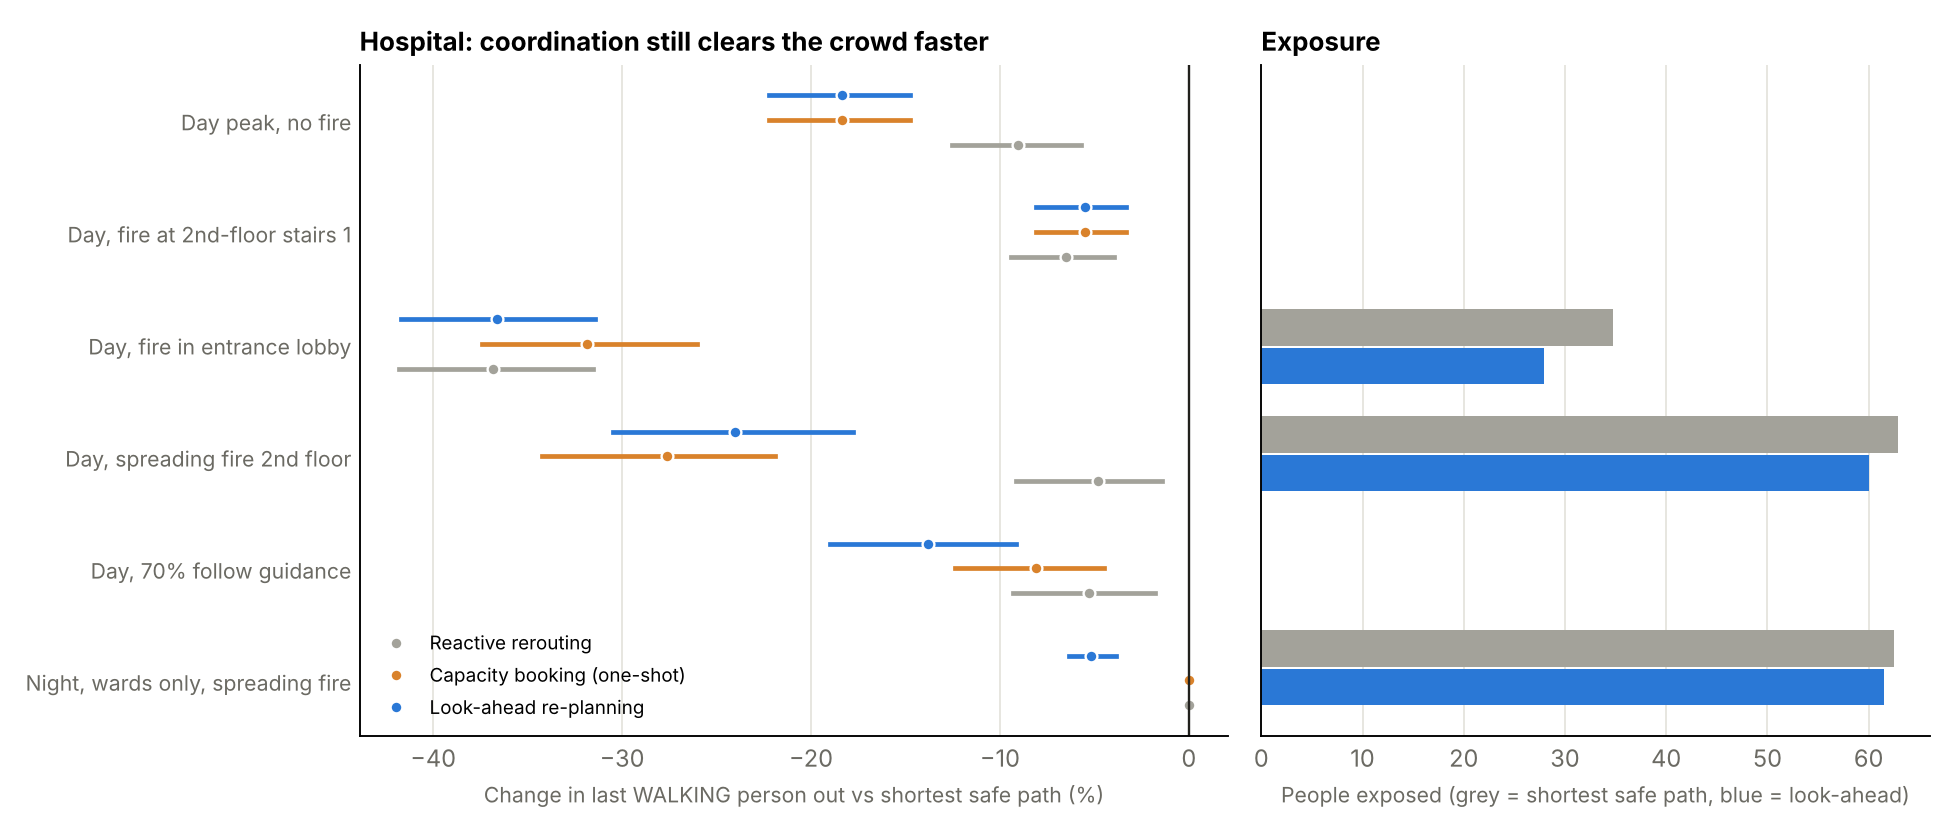 Hospital: coordination still clears the crowd faster
Day peak, no fire
Day, fire at 2nd-floor stairs 1
Day, fire in entrance lobby
Day, spreading fire 2nd floor
Day, 70% follow guidance
Night, wards only, spreading fire
Reactive rerouting
Capacity booking (one-shot)
Look-ahead re-planning
−40 −30 −20 −10 0
Change in last WALKING person out vs shortest safe path (%)
Exposure
0 10 20 30 40 50 60
People exposed (grey = shortest safe path, blue = look-ahead)